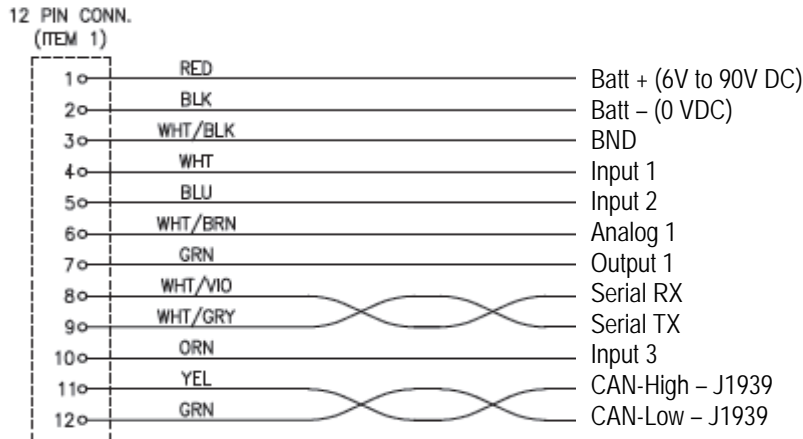 12 PIN CONN.
(ITEM 1)
1 RED Batt + (6V to 90V DC)
2 BLK Batt – (0 VDC)
3 WHT/BLK BND
4 WHT Input 1
5 BLU Input 2
6 WHT/BRN Analog 1
7 GRN Output 1
8 WHT/VIO Serial RX
9 WHT/GRY Serial TX
10 ORN Input 3
11 YEL CAN-High – J1939
12 GRN CAN-Low – J1939